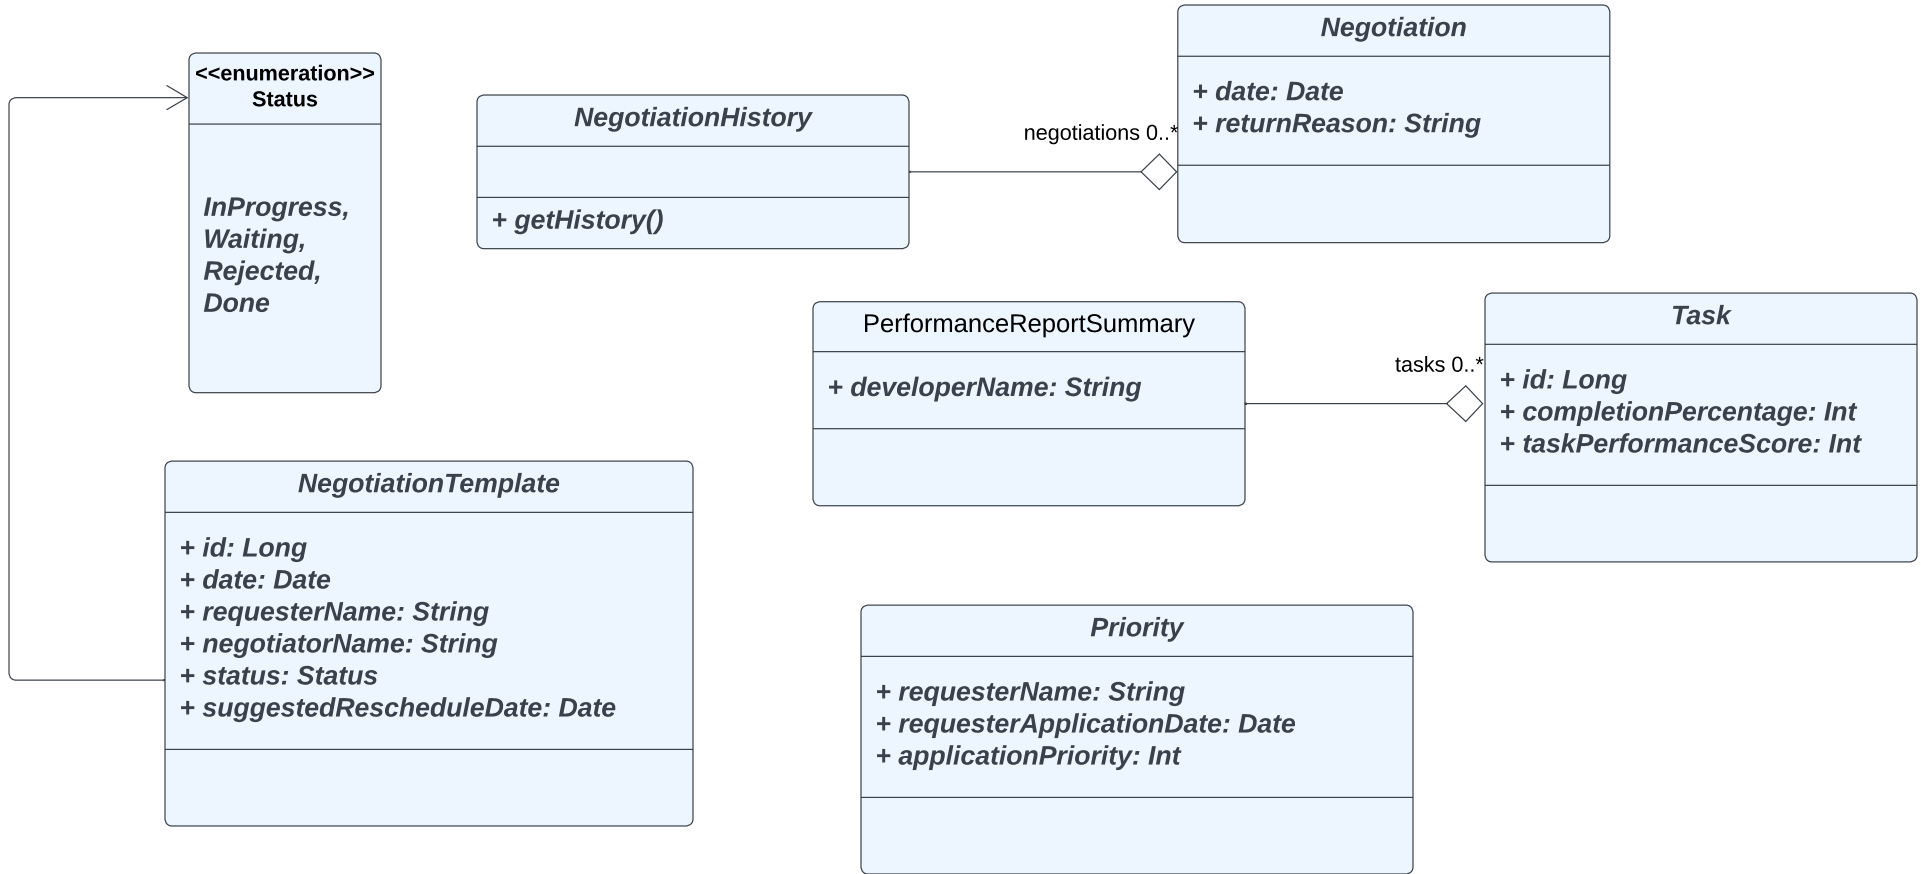 <<enumeration>>
Status
InProgress,
Waiting,
Rejected,
Done
NegotiationHistory
+ getHistory()
negotiations 0..*
Negotiation
+ date: Date
+ returnReason: String
PerformanceReportSummary
+ developerName: String
tasks 0..*
Task
+ id: Long
+ completionPercentage: Int
+ taskPerformanceScore: Int
NegotiationTemplate
+ id: Long
+ date: Date
+ requesterName: String
+ negotiatorName: String
+ status: Status
+ suggestedRescheduleDate: Date
Priority
+ requesterName: String
+ requesterApplicationDate: Date
+ applicationPriority: Int